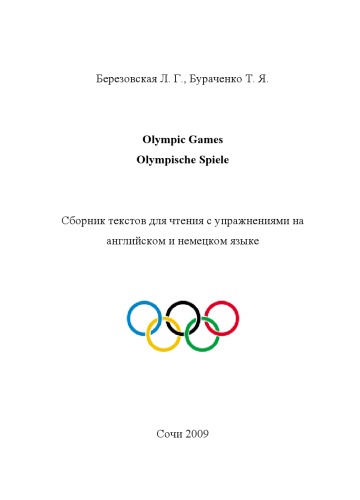 Березовская Л. Г., Бураченко Т. Я.
Olympic Games
Olympische Spiele
Сборник текстов для чтения с упражнениями на
английском и немецком языке
Сочи 2009